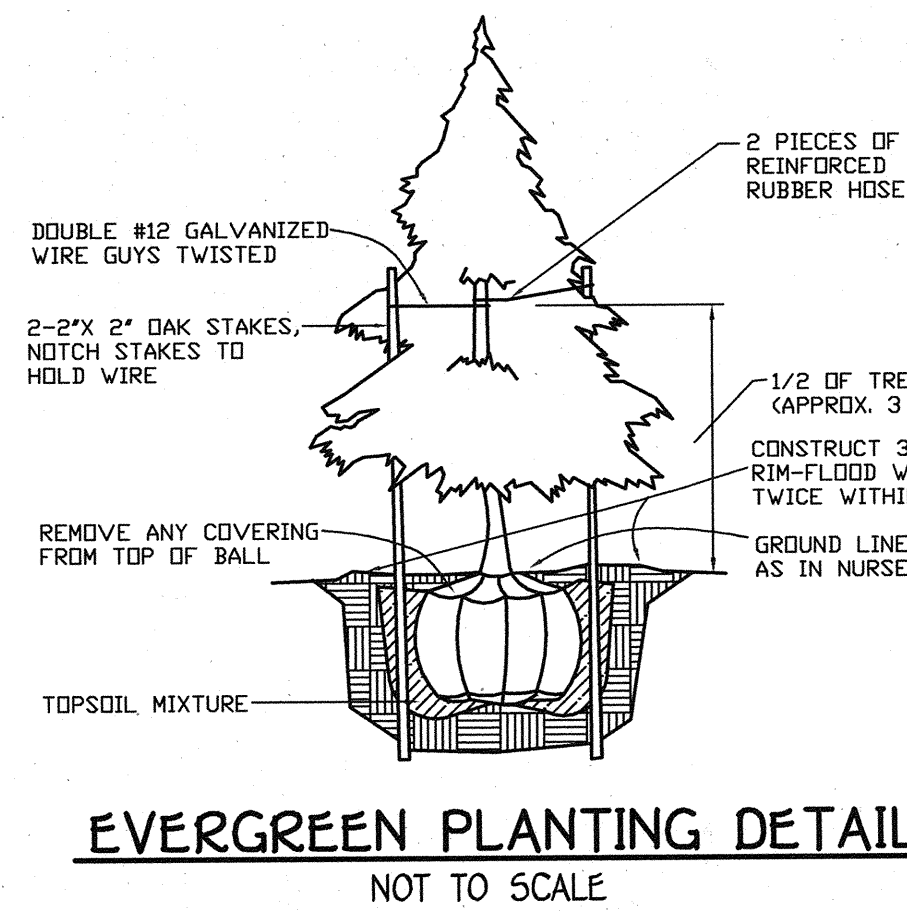 2 PIECES OF
REINFORCED
RUBBER HOSE
DOUBLE #12 GALVANIZED
WIRE GUYS TWISTED
2-2"X 2" OAK STAKES,
NOTCH STAKES TO
HOLD WIRE
1/2 OF TRE
(APPROX. 3
CONSTRUCT 3
RIM-FLOOD W
TWICE WITHI
REMOVE ANY COVERING
FROM TOP OF BALL
GROUND LINE
AS IN NURSE
TOPSOIL MIXTURE
EVERGREEN PLANTING DETAIL
NOT TO SCALE